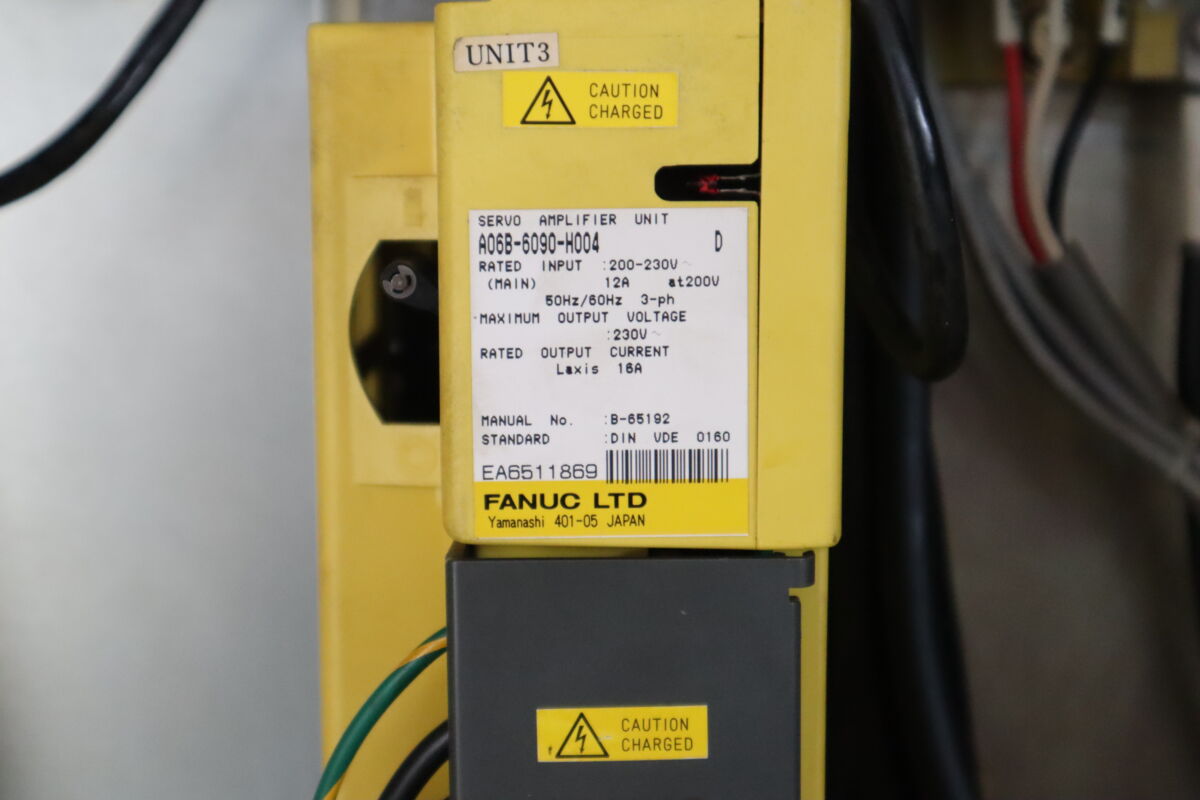 UNIT3
CAUTION
CHARGED
SERVO AMPLIFIER UNIT
A06B-6090-H004 D
RATED INPUT :200-230V~
(MAIN) 12A at200V
50Hz/60Hz 3-ph
MAXIMUM OUTPUT VOLTAGE
:230V~
RATED OUTPUT CURRENT
Laxis 16A
MANUAL No. :B-65192
STANDARD :DIN VDE 0160
EA6511869
FANUC LTD
Yamanashi 401-05 JAPAN
CAUTION
CHARGED